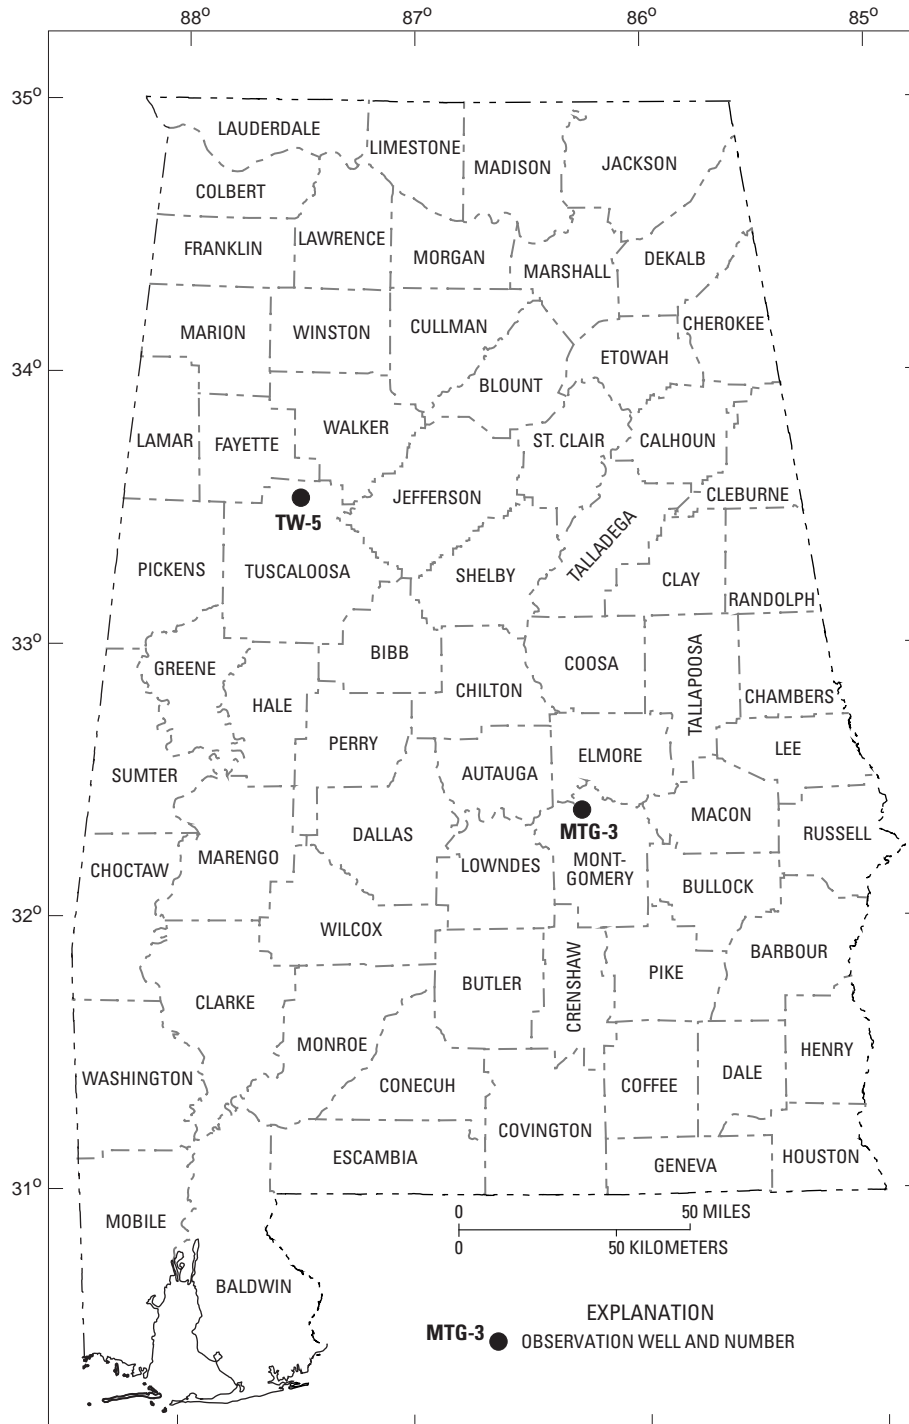 88° 87° 86° 85°
35°
LAUDERDALE
LIMESTONE
MADISON
JACKSON
COLBERT
FRANKLIN
LAWRENCE
MORGAN
MARSHALL
DEKALB
MARION
WINSTON
CULLMAN
CHEROKEE
ETOWAH
34°
BLOUNT
LAMAR
FAYETTE
WALKER
ST. CLAIR
CALHOUN
JEFFERSON
CLEBURNE
TW-5
TALLADEGA
PICKENS
TUSCALOOSA
SHELBY
CLAY
RANDOLPH
33°
GREENE
BIBB
COOSA
TALLAPOOSA
HALE
CHILTON
CHAMBERS
PERRY
ELMORE
LEE
SUMTER
AUTAUGA
MACON
MTG-3
DALLAS
RUSSELL
CHOCTAW
MARENGO
LOWNDES
MONT-
GOMERY
BULLOCK
32°
WILCOX
CRENSHAW
BARBOUR
CLARKE
BUTLER
PIKE
MONROE
HENRY
WASHINGTON
CONECUH
COFFEE
DALE
COVINGTON
ESCAMBIA
GENEVA
HOUSTON
31°
0 50 MILES
0 50 KILOMETERS
MOBILE
BALDWIN
EXPLANATION
MTG-3 OBSERVATION WELL AND NUMBER